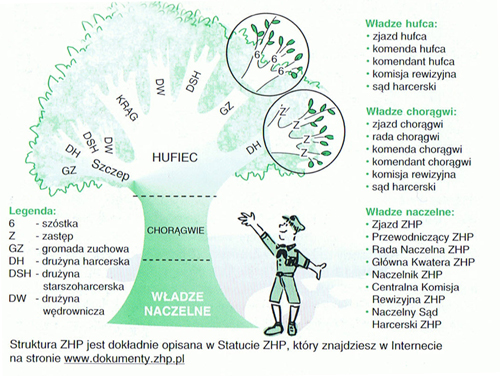 6
6
6
DSH
DW
KRĄG
GZ
Z
Z
Z
DH
HUFIEC
DW
DSH
DH
GZ
Szczep
CHORĄGWIE
WŁADZE
NACZELNE
Legenda:
6 - szóstka
Z - zastęp
GZ - gromada zuchowa
DH - drużyna harcerska
DSH - drużyna
starszoharcerska
DW - drużyna
wędrownicza
Władze hufca:
• zjazd hufca
• komenda hufca
• komendant hufca
• komisja rewizyjna
• sąd harcerski
Władze chorągwi:
• zjazd chorągwi
• rada chorągwi
• komenda chorągwi
• komendant chorągwi
• komisja rewizyjna
• sąd harcerski
Władze naczelne:
• Zjazd ZHP
• Przewodniczący ZHP
• Rada Naczelna ZHP
• Główna Kwatera ZHP
• Naczelnik ZHP
• Centralna Komisja
Rewizyjna ZHP
• Naczelny Sąd
Harcerski ZHP
Struktura ZHP jest dokładnie opisana w Statucie ZHP, który znajdziesz w Internecie
na stronie www.dokumenty.zhp.pl